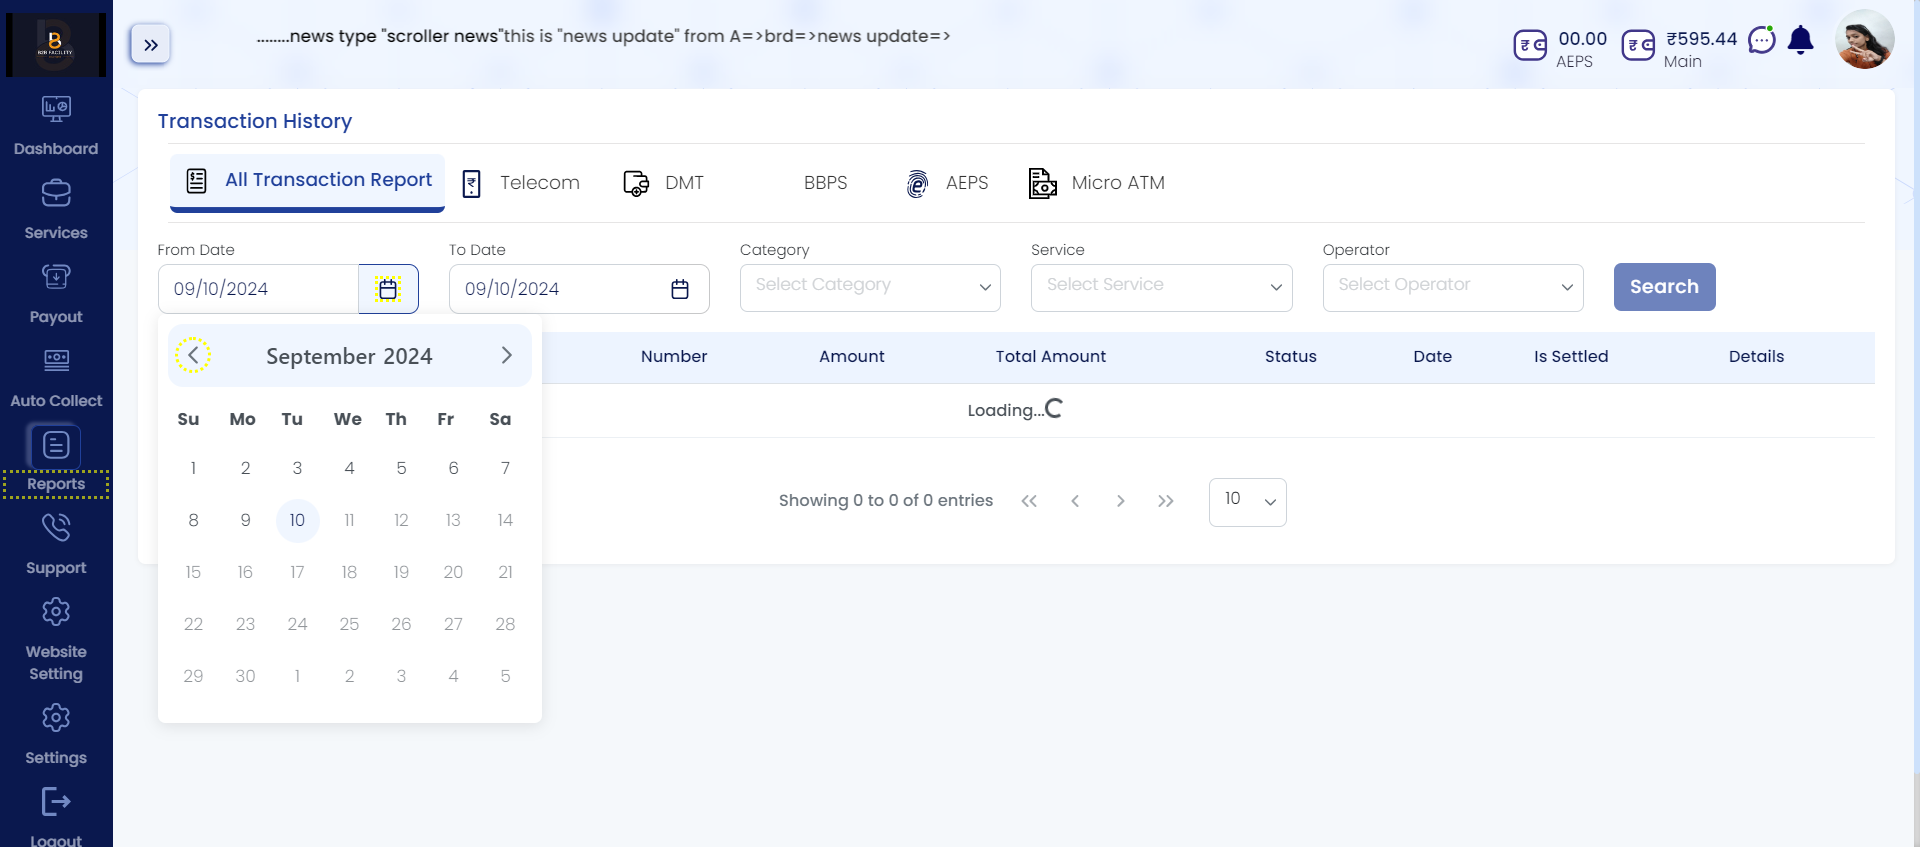 B2B FACILITY
........news type "scroller news"this is "news update" from A=>brd=>news update=>
00.00
AEPS
₹595.44
Main
Dashboard
Services
Payout
Auto Collect
Reports
Support
Website
Setting
Settings
Logout
Transaction History
All Transaction Report
Telecom
DMT
BBPS
AEPS
Micro ATM
From Date
To Date
Category
Service
Operator
09/10/2024
09/10/2024
Select Category
Select Service
Select Operator
Search
September 2024
Su Mo Tu We Th Fr Sa
1 2 3 4 5 6 7
8 9 10 11 12 13 14
15 16 17 18 19 20 21
22 23 24 25 26 27 28
29 30 1 2 3 4 5
Number Amount Total Amount Status Date Is Settled Details
Loading...
Showing 0 to 0 of 0 entries
10